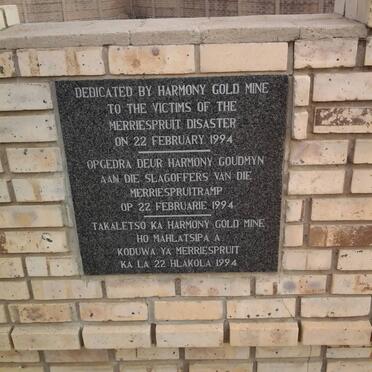 DEDICATED BY HARMONY GOLD MINE
TO THE VICTIMS OF THE
MERRIESPRUIT DISASTER
ON 22 FEBRUARY 1994
OPGEDRA DEUR HARMONY GOUDMYN
AAN DIE SLAGOFFERS VAN DIE
MERRIESPRUITRAMP
OP 22 FEBRUARIE 1994
TAKALETSO KA HARMONY GOLD MINE
HO MAHLATSIPA A
KODUWA YA MERRIESPRUIT
KA LA 22 HLAKOLA 1994